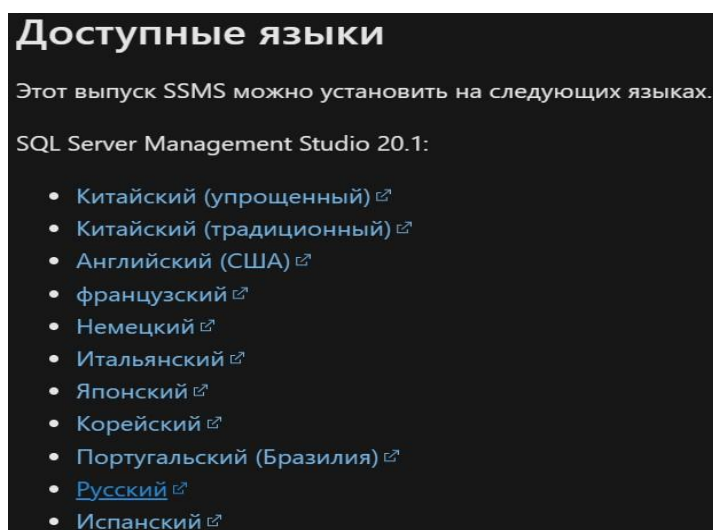 Доступные языки
Этот выпуск SSMS можно установить на следующих языках.
SQL Server Management Studio 20.1:
• Китайский (упрощенный)
• Китайский (традиционный)
• Английский (США)
• французский
• Немецкий
• Итальянский
• Японский
• Корейский
• Португальский (Бразилия)
• Русский
• Испанский